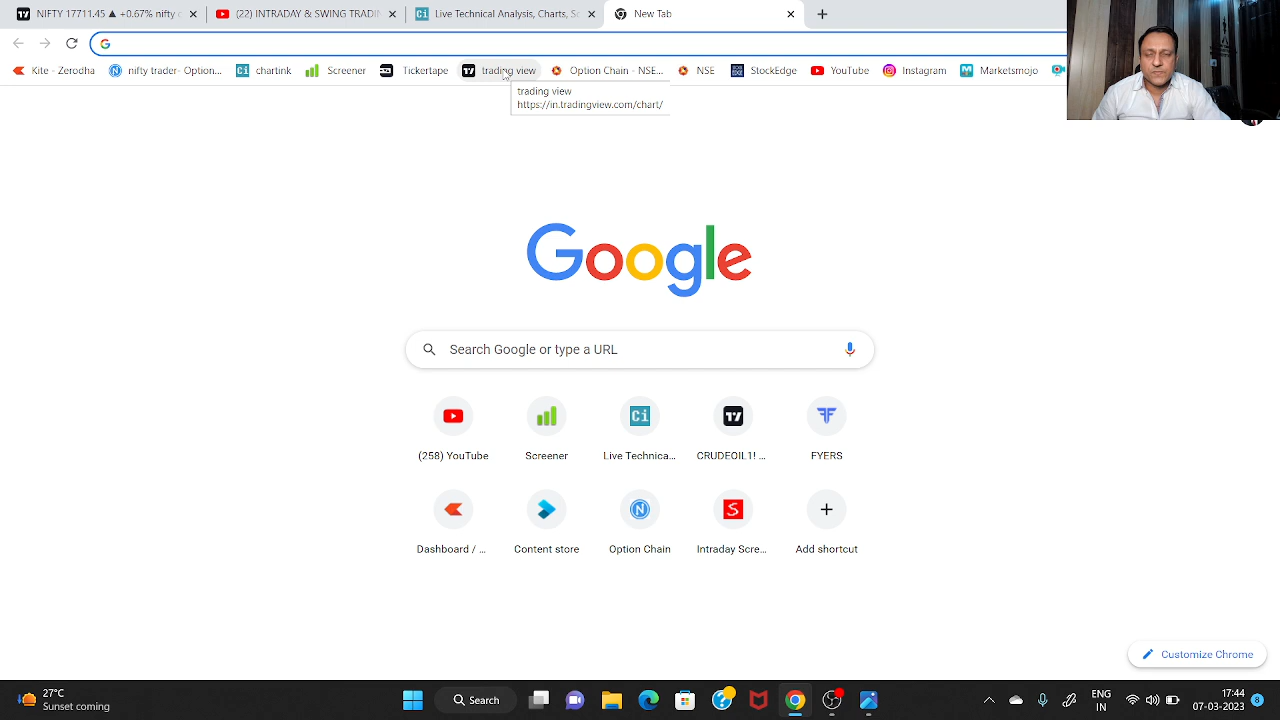 NIFTY 17711.45 ▲ +0.67% nifty
(22) INTRADAY & SWING TRADIN
Live Technical Analysis, Charts, Sc
New Tab
Kite - Zerodha
nifty trader- Option...
chartink
Screener
Tickertape
trading view
Option Chain - NSE...
NSE
StockEdge
YouTube
Instagram
Marketsmojo
trading view
https://in.tradingview.com/chart/
Google
Search Google or type a URL
(258) YouTube
Screener
Live Technica...
CRUDEOIL1! ...
FYERS
Dashboard / ...
Content store
Option Chain
Intraday Scre...
Add shortcut
Customize Chrome
27°C
Sunset coming
Search
ENG
IN
17:44
07-03-2023
8